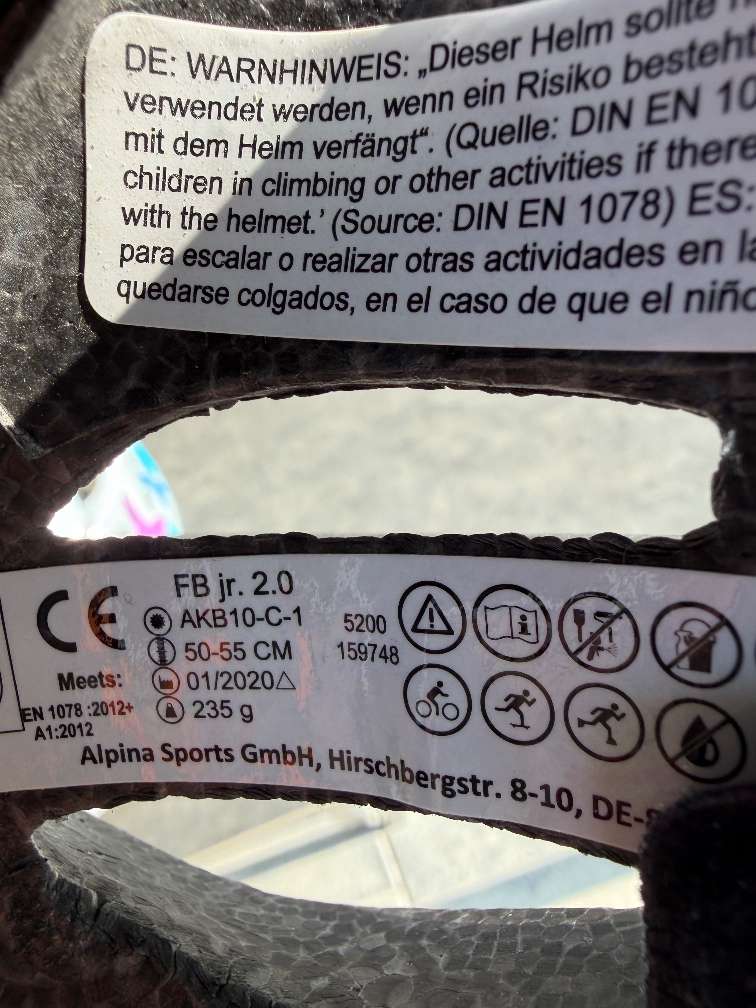 DE: WARNHINWEIS: „Dieser Helm sollte
verwendet werden, wenn ein Risiko besteht
mit dem Helm verfängt“. (Quelle: DIN EN 10
children in climbing or other activities if there
with the helmet.’ (Source: DIN EN 1078) ES:
para escalar o realizar otras actividades en la
quedarse colgados, en el caso de que el niño
CE
FB jr. 2.0
AKB10-C-1
50-55 CM
01/2020△
235 g
5200
159748
Meets:
EN 1078 :2012+
A1:2012
Alpina Sports GmbH, Hirschbergstr. 8-10, DE-